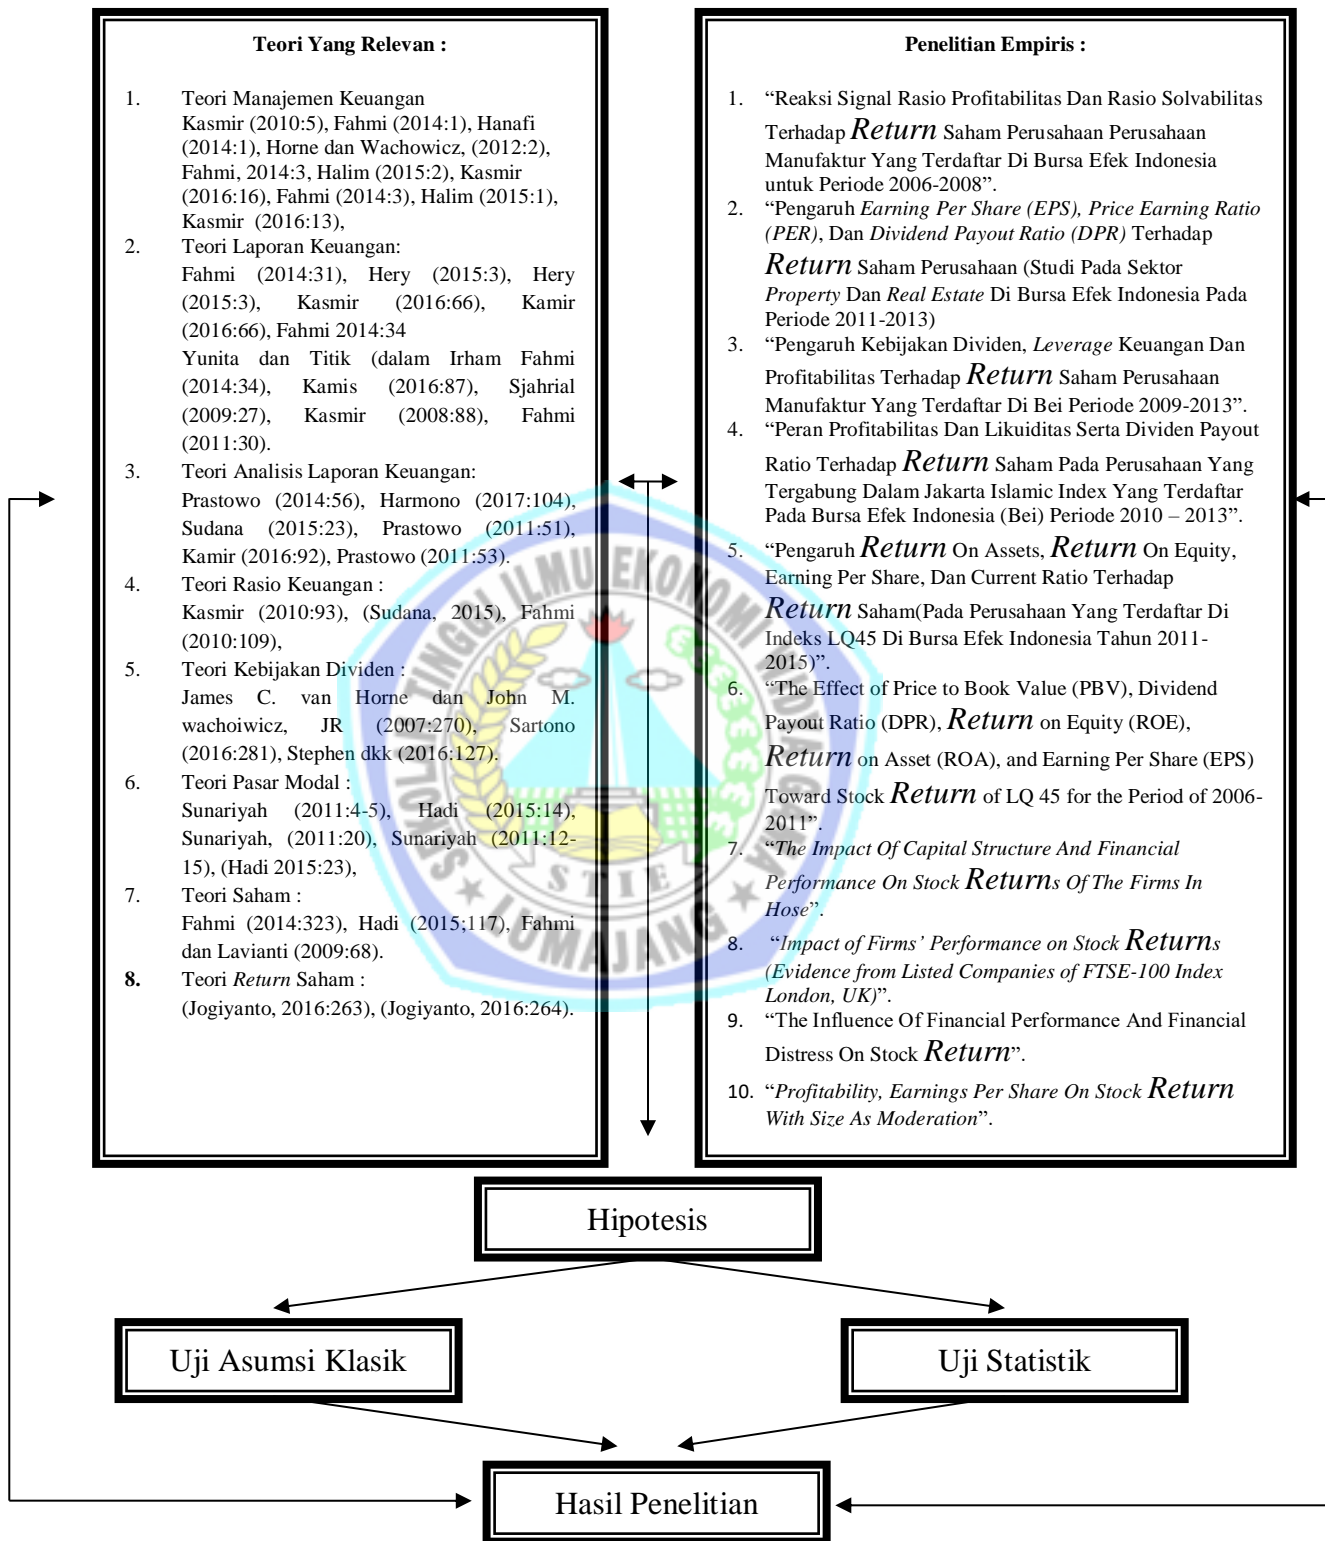 Teori Yang Relevan :
1. Teori Manajemen Keuangan
Kasmir (2010:5), Fahmi (2014:1), Hanafi
(2014:1), Horne dan Wachowicz, (2012:2),
Fahmi, 2014:3, Halim (2015:2), Kasmir
(2016:16), Fahmi (2014:3), Halim (2015:1),
Kasmir (2016:13),
2. Teori Laporan Keuangan:
Fahmi (2014:31), Hery (2015:3), Hery
(2015:3), Kasmir (2016:66), Kamir
(2016:66), Fahmi 2014:34
Yunita dan Titik (dalam Irham Fahmi
(2014:34), Kamis (2016:87), Sjahrial
(2009:27), Kasmir (2008:88), Fahmi
(2011:30).
3. Teori Analisis Laporan Keuangan:
Prastowo (2014:56), Harmono (2017:104),
Sudana (2015:23), Prastowo (2011:51),
Kamir (2016:92), Prastowo (2011:53).
4. Teori Rasio Keuangan :
Kasmir (2010:93), (Sudana, 2015), Fahmi
(2010:109),
5. Teori Kebijakan Dividen :
James C. van Horne dan John M.
wachoiwicz, JR (2007:270), Sartono
(2016:281), Stephen dkk (2016:127).
6. Teori Pasar Modal :
Sunariyah (2011:4-5), Hadi (2015:14),
Sunariyah, (2011:20), Sunariyah (2011:12-
15), (Hadi 2015:23),
7. Teori Saham :
Fahmi (2014:323), Hadi (2015;117), Fahmi
dan Lavianti (2009:68).
8. Teori Return Saham :
(Jogiyanto, 2016:263), (Jogiyanto, 2016:264).
Penelitian Empiris :
1. “Reaksi Signal Rasio Profitabilitas Dan Rasio Solvabilitas
Terhadap Return Saham Perusahaan Perusahaan
Manufaktur Yang Terdaftar Di Bursa Efek Indonesia
untuk Periode 2006-2008”.
2. “Pengaruh Earning Per Share (EPS), Price Earning Ratio
(PER), Dan Dividend Payout Ratio (DPR) Terhadap
Return Saham Perusahaan (Studi Pada Sektor
Property Dan Real Estate Di Bursa Efek Indonesia Pada
Periode 2011-2013)
3. “Pengaruh Kebijakan Dividen, Leverage Keuangan Dan
Profitabilitas Terhadap Return Saham Perusahaan
Manufaktur Yang Terdaftar Di Bei Periode 2009-2013”.
4. “Peran Profitabilitas Dan Likuiditas Serta Dividen Payout
Ratio Terhadap Return Saham Pada Perusahaan Yang
Tergabung Dalam Jakarta Islamic Index Yang Terdaftar
Pada Bursa Efek Indonesia (Bei) Periode 2010 – 2013”.
5. “Pengaruh Return On Assets, Return On Equity,
Earning Per Share, Dan Current Ratio Terhadap
Return Saham(Pada Perusahaan Yang Terdaftar Di
Indeks LQ45 Di Bursa Efek Indonesia Tahun 2011-
2015)”.
6. “The Effect of Price to Book Value (PBV), Dividend
Payout Ratio (DPR), Return on Equity (ROE),
Return on Asset (ROA), and Earning Per Share (EPS)
Toward Stock Return of LQ 45 for the Period of 2006-
2011”.
7. “The Impact Of Capital Structure And Financial
Performance On Stock Returns Of The Firms In
Hose”.
8. “Impact of Firms’ Performance on Stock Returns
(Evidence from Listed Companies of FTSE-100 Index
London, UK)”.
9. “The Influence Of Financial Performance And Financial
Distress On Stock Return”.
10. “Profitability, Earnings Per Share On Stock Return
With Size As Moderation”.
SEKOLAH TINGGI ILMU EKONOMI WIDYA GAMA
STIE
LUMAJANG
Hipotesis
Uji Asumsi Klasik
Uji Statistik
Hasil Penelitian